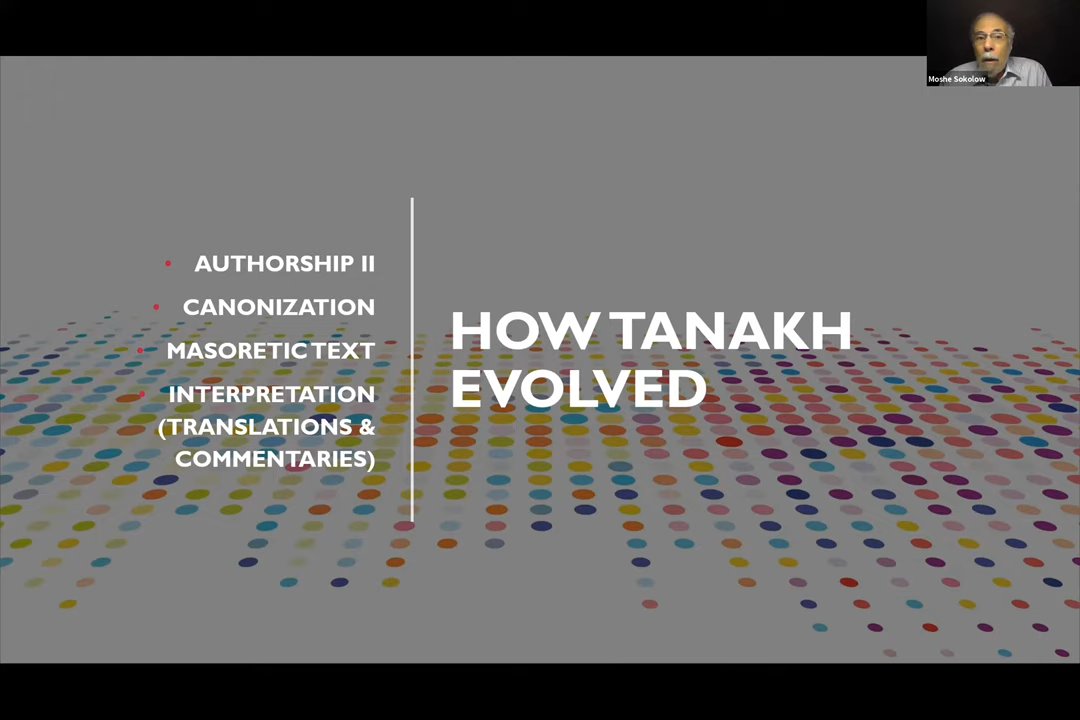 Moshe Sokolow
• AUTHORSHIP II
• CANONIZATION
• MASORETIC TEXT
• INTERPRETATION
(TRANSLATIONS &
COMMENTARIES)
HOW TANAKH
EVOLVED